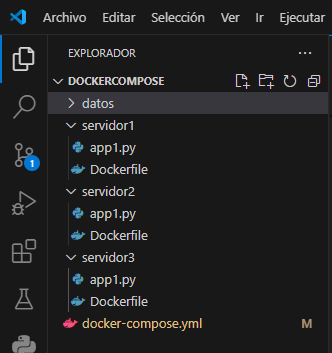 Archivo Editar Selección Ver Ir Ejecutar
EXPLORADOR ...
DOCKERCOMPOSE
datos
servidor1
app1.py
Dockerfile
servidor2
app1.py
Dockerfile
servidor3
app1.py
Dockerfile
docker-compose.yml M
1